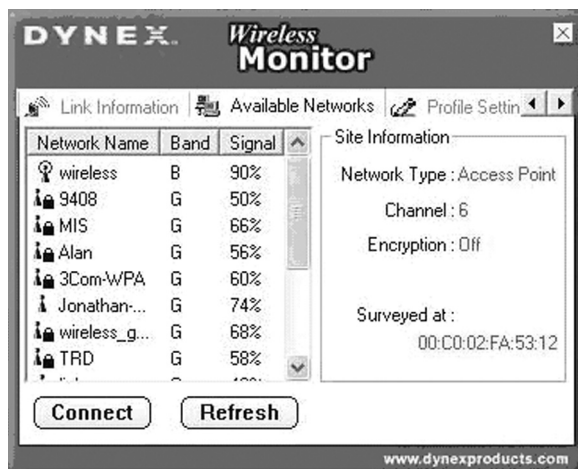 DYNEX Wireless Monitor
Link Information Available Networks Profile Settin
Network Name Band Signal
wireless B 90%
9408 G 50%
MIS G 66%
Alan G 56%
3Com-WPA G 60%
Jonathan-... G 74%
wireless_g... G 68%
TRD G 58%
Site Information
Network Type : Access Point
Channel : 6
Encryption : Off
Surveyed at :
00:C0:02:FA:53:12
Connect Refresh
www.dynexproducts.com